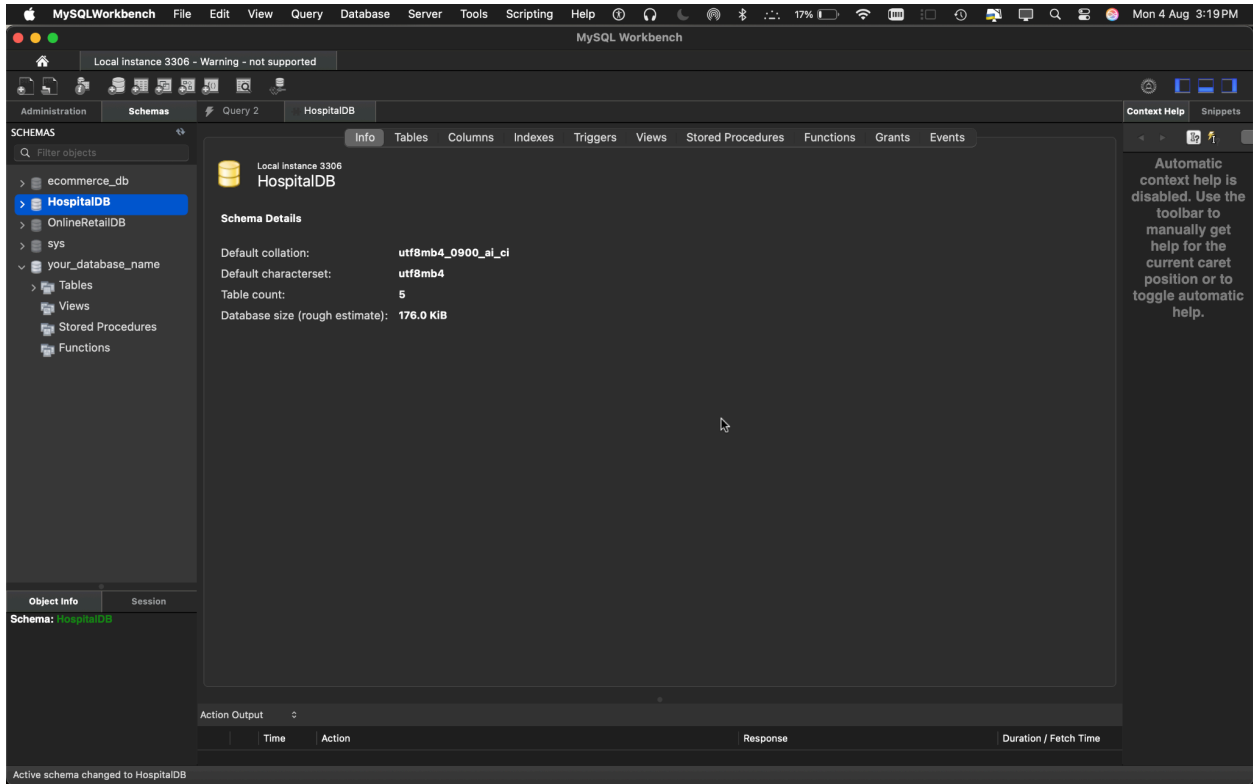 MySQLWorkbench File Edit View Query Database Server Tools Scripting Help 17% Mon 4 Aug 3:19 PM
MySQL Workbench
Local instance 3306 - Warning - not supported
Administration Schemas Query 2 HospitalDB Context Help Snippets
SCHEMAS
Filter objects
ecommerce_db
HospitalDB
OnlineRetailDB
sys
your_database_name
Tables
Views
Stored Procedures
Functions
Info Tables Columns Indexes Triggers Views Stored Procedures Functions Grants Events
Local instance 3306
HospitalDB
Schema Details
Default collation: utf8mb4_0900_ai_ci
Default characterset: utf8mb4
Table count: 5
Database size (rough estimate): 176.0 KiB
Automatic
context help is
disabled. Use the
toolbar to
manually get
help for the
current caret
position or to
toggle automatic
help.
Object Info Session
Schema: HospitalDB
Action Output
Time Action Response Duration / Fetch Time
Active schema changed to HospitalDB